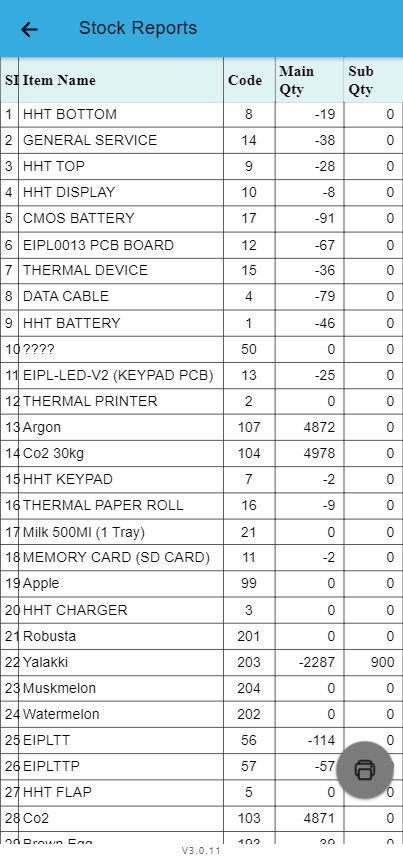 Stock Reports
SI Item Name Code Main Qty Sub Qty
1 HHT BOTTOM 8 -19 0
2 GENERAL SERVICE 14 -38 0
3 HHT TOP 9 -28 0
4 HHT DISPLAY 10 -8 0
5 CMOS BATTERY 17 -91 0
6 EIPL0013 PCB BOARD 12 -67 0
7 THERMAL DEVICE 15 -36 0
8 DATA CABLE 4 -79 0
9 HHT BATTERY 1 -46 0
10 ???? 50 0 0
11 EIPL-LED-V2 (KEYPAD PCB) 13 -25 0
12 THERMAL PRINTER 2 0 0
13 Argon 107 4872 0
14 Co2 30kg 104 4978 0
15 HHT KEYPAD 7 -2 0
16 THERMAL PAPER ROLL 16 -9 0
17 Milk 500Ml (1 Tray) 21 0 0
18 MEMORY CARD (SD CARD) 11 -2 0
19 Apple 99 0 0
20 HHT CHARGER 3 0 0
21 Robusta 201 0 0
22 Yalakki 203 -2287 900
23 Muskmelon 204 0 0
24 Watermelon 202 0 0
25 EIPLTT 56 -114 0
26 EIPLTTP 57 -57
27 HHT FLAP 5 0 0
28 Co2 103 4871 0
29 Brown Egg
V3.0.11